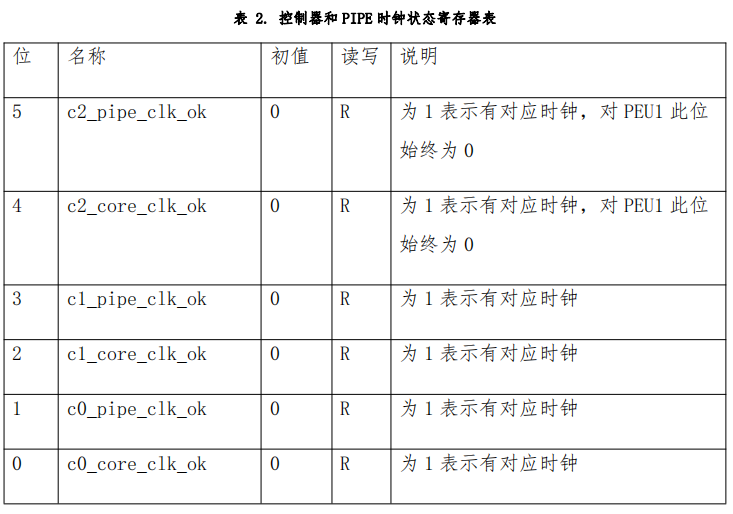 表 2. 控制器和 PIPE 时钟状态寄存器表
位 名称 初值 读写 说明
5 c2_pipe_clk_ok 0 R 为 1 表示有对应时钟，对 PEU1 此位
始终为 0
4 c2_core_clk_ok 0 R 为 1 表示有对应时钟，对 PEU1 此位
始终为 0
3 c1_pipe_clk_ok 0 R 为 1 表示有对应时钟
2 c1_core_clk_ok 0 R 为 1 表示有对应时钟
1 c0_pipe_clk_ok 0 R 为 1 表示有对应时钟
0 c0_core_clk_ok 0 R 为 1 表示有对应时钟